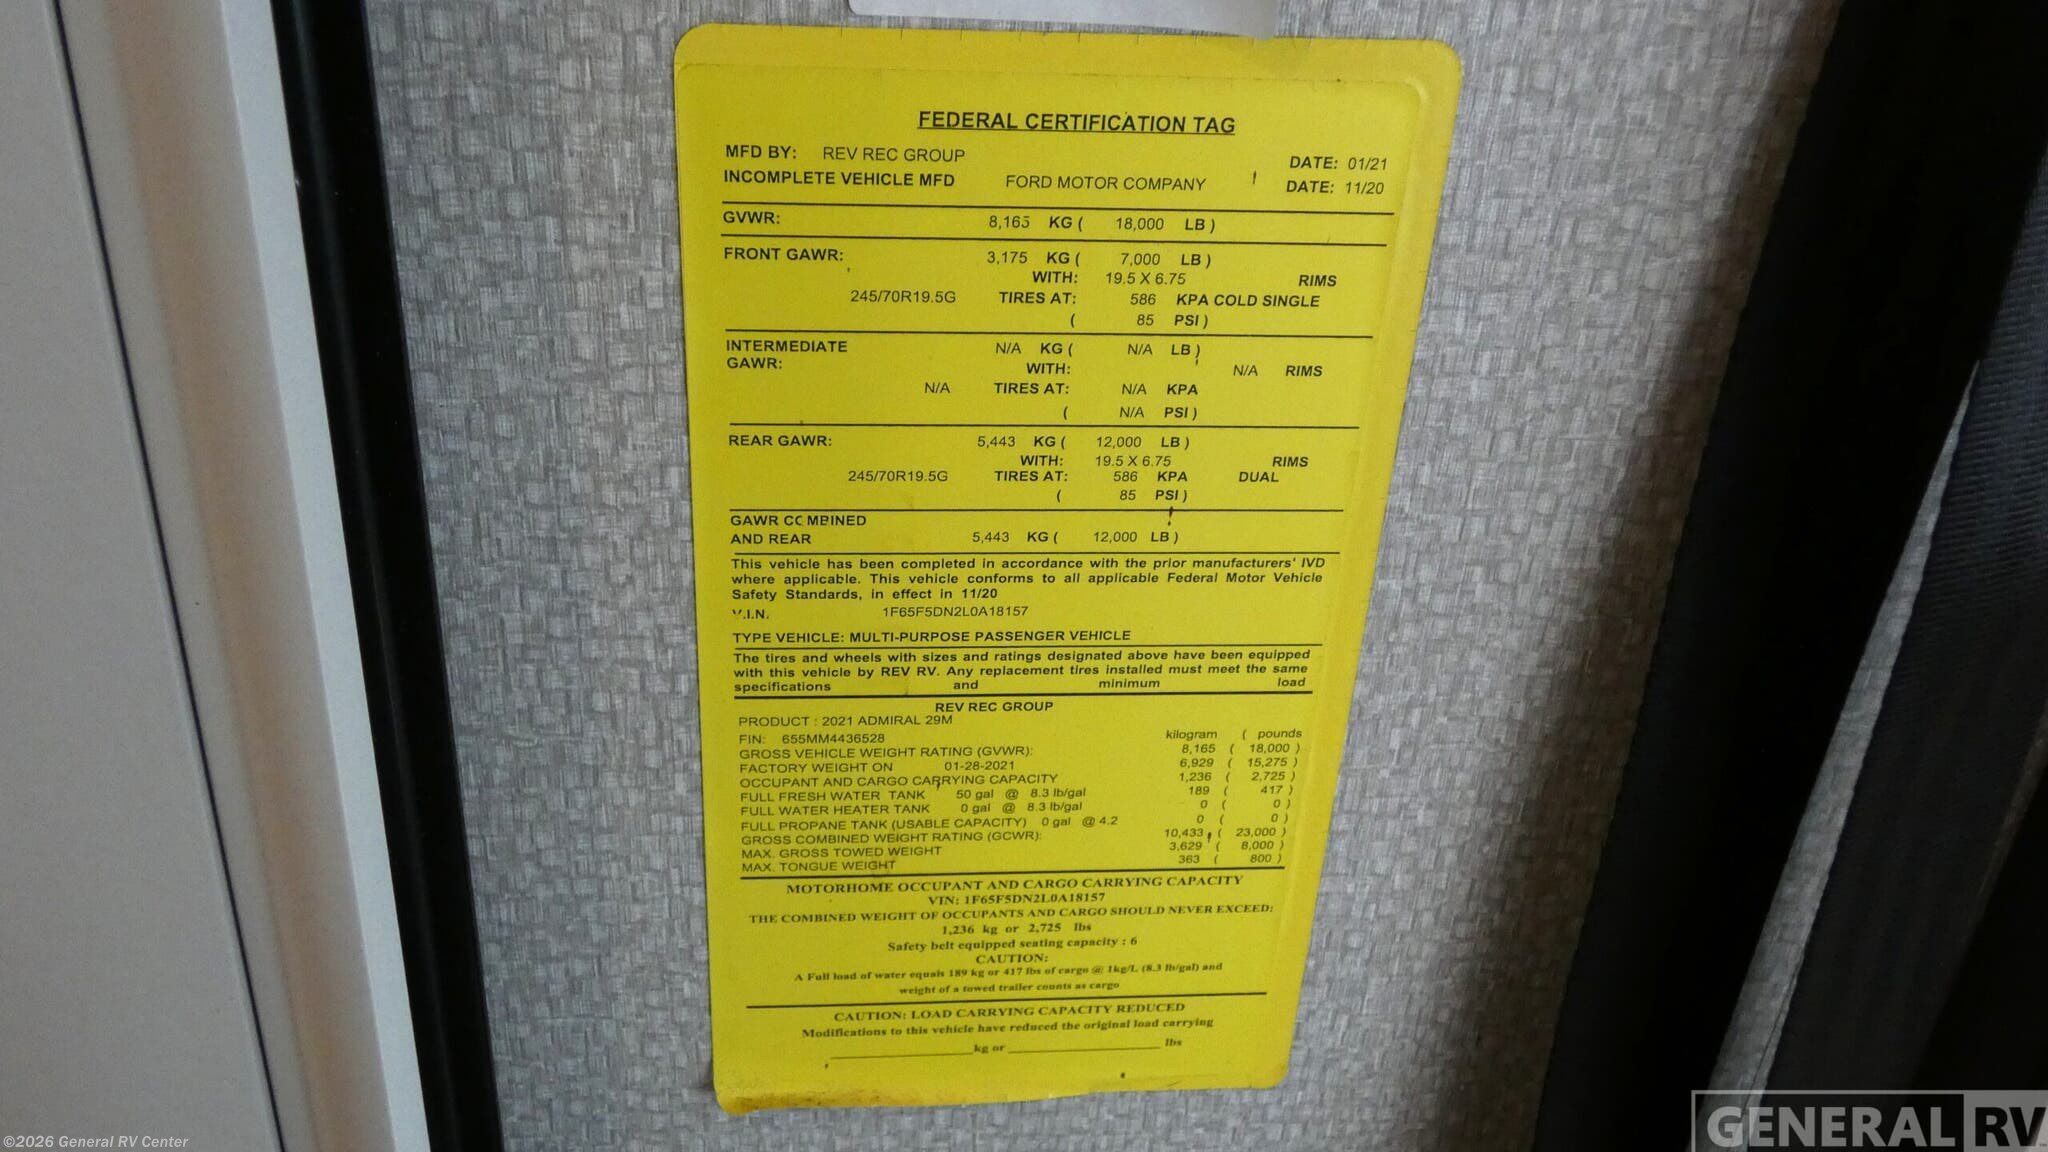 FEDERAL CERTIFICATION TAG
MFD BY: REV REC GROUP DATE: 01/21
INCOMPLETE VEHICLE MFD FORD MOTOR COMPANY DATE: 11/20
GVWR: 8,165 KG ( 18,000 LB )
FRONT GAWR: 3,175 KG ( 7,000 LB )
WITH: 19.5 X 6.75 RIMS
245/70R19.5G TIRES AT: 586 KPA COLD SINGLE
( 85 PSI )
INTERMEDIATE N/A KG ( N/A LB )
GAWR: WITH: N/A RIMS
N/A TIRES AT: N/A KPA
( N/A PSI )
REAR GAWR: 5,443 KG ( 12,000 LB )
WITH: 19.5 X 6.75 RIMS
245/70R19.5G TIRES AT: 586 KPA DUAL
( 85 PSI )
GAWR COMBINED
AND REAR 5,443 KG ( 12,000 LB )
This vehicle has been completed in accordance with the prior manufacturers' IVD
where applicable. This vehicle conforms to all applicable Federal Motor Vehicle
Safety Standards, in effect in 11/20
V.I.N. 1F65F5DN2L0A18157
TYPE VEHICLE: MULTI-PURPOSE PASSENGER VEHICLE
The tires and wheels with sizes and ratings designated above have been equipped
with this vehicle by REV RV. Any replacement tires installed must meet the same
specifications and minimum load
REV REC GROUP
PRODUCT : 2021 ADMIRAL 29M
FIN: 655MM4436528 kilogram ( pounds
GROSS VEHICLE WEIGHT RATING (GVWR): 8,165 ( 18,000 )
FACTORY WEIGHT ON 01-28-2021 6,929 ( 15,275 )
OCCUPANT AND CARGO CARRYING CAPACITY 1,236 ( 2,725 )
FULL FRESH WATER TANK 50 gal @ 8.3 lb/gal 189 ( 417 )
FULL WATER HEATER TANK 0 gal @ 8.3 lb/gal 0 ( 0 )
FULL PROPANE TANK (USABLE CAPACITY) 0 gal @ 4.2 0 ( 0 )
GROSS COMBINED WEIGHT RATING (GCWR): 10,433 ( 23,000 )
MAX. GROSS TOWED WEIGHT 3,629 ( 8,000 )
MAX. TONGUE WEIGHT 363 ( 800 )
MOTORHOME OCCUPANT AND CARGO CARRYING CAPACITY
VIN: 1F65F5DN2L0A18157
THE COMBINED WEIGHT OF OCCUPANTS AND CARGO SHOULD NEVER EXCEED:
1,236 kg or 2,725 lbs
Safety belt equipped seating capacity : 6
CAUTION:
A Full load of water equals 189 kg or 417 lbs of cargo @ 1kg/L (8.3 lb/gal) and
weight of a towed trailer counts as cargo
CAUTION: LOAD CARRYING CAPACITY REDUCED
Modifications to this vehicle have reduced the original load carrying
kg or lbs
©2026 General RV Center
GENERAL RV